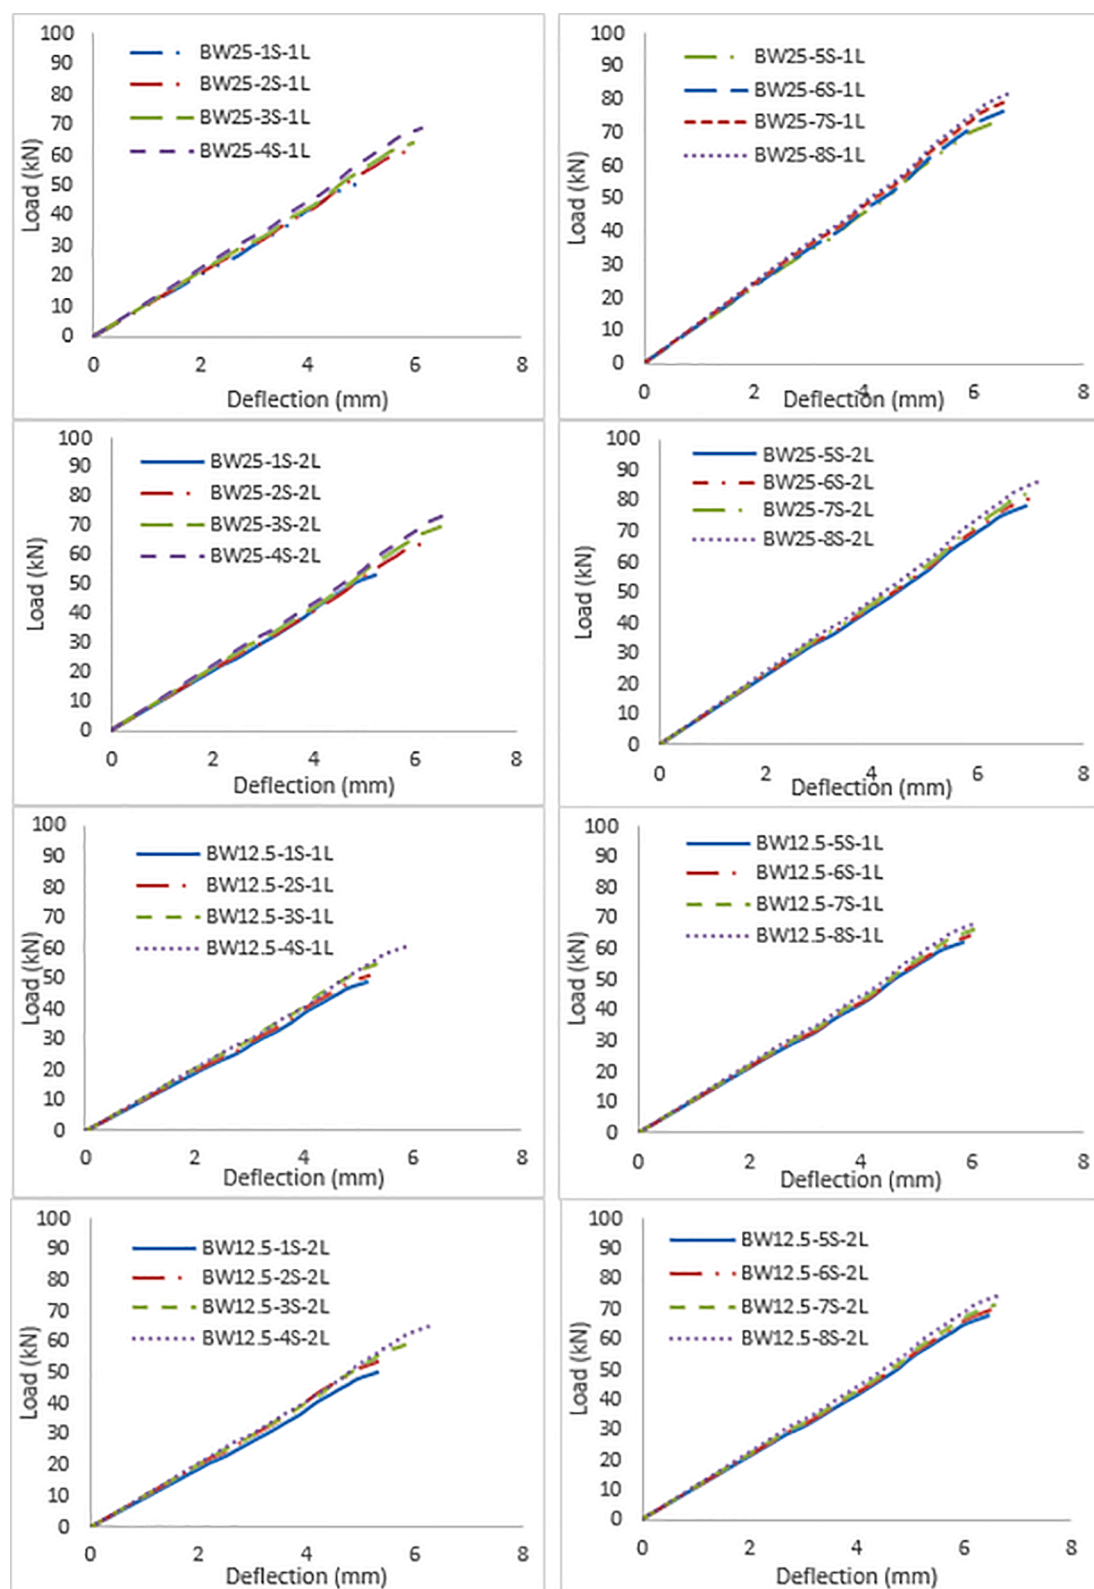 100
90
80
70
60
50
40
30
20
10
0
Load (kN)
BW25-1S-1L
BW25-2S-1L
BW25-3S-1L
BW25-4S-1L
0 2 4 6 8
Deflection (mm)
100
90
80
70
60
50
40
30
20
10
0
Load (kN)
BW25-5S-1L
BW25-6S-1L
BW25-7S-1L
BW25-8S-1L
0 2 4 6 8
Deflection (mm)
100
90
80
70
60
50
40
30
20
10
0
Load (kN)
BW25-1S-2L
BW25-2S-2L
BW25-3S-2L
BW25-4S-2L
0 2 4 6 8
Deflection (mm)
100
90
80
70
60
50
40
30
20
10
0
Load (kN)
BW25-5S-2L
BW25-6S-2L
BW25-7S-2L
BW25-8S-2L
0 2 4 6 8
Deflection (mm)
100
90
80
70
60
50
40
30
20
10
0
Load (kN)
BW12.5-1S-1L
BW12.5-2S-1L
BW12.5-3S-1L
BW12.5-4S-1L
0 2 4 6 8
Deflection (mm)
100
90
80
70
60
50
40
30
20
10
0
Load (kN)
BW12.5-5S-1L
BW12.5-6S-1L
BW12.5-7S-1L
BW12.5-8S-1L
0 2 4 6 8
Deflection (mm)
100
90
80
70
60
50
40
30
20
10
0
Load (kN)
BW12.5-1S-2L
BW12.5-2S-2L
BW12.5-3S-2L
BW12.5-4S-2L
0 2 4 6 8
Deflection (mm)
100
90
80
70
60
50
40
30
20
10
0
Load (kN)
BW12.5-5S-2L
BW12.5-6S-2L
BW12.5-7S-2L
BW12.5-8S-2L
0 2 4 6 8
Deflection (mm)